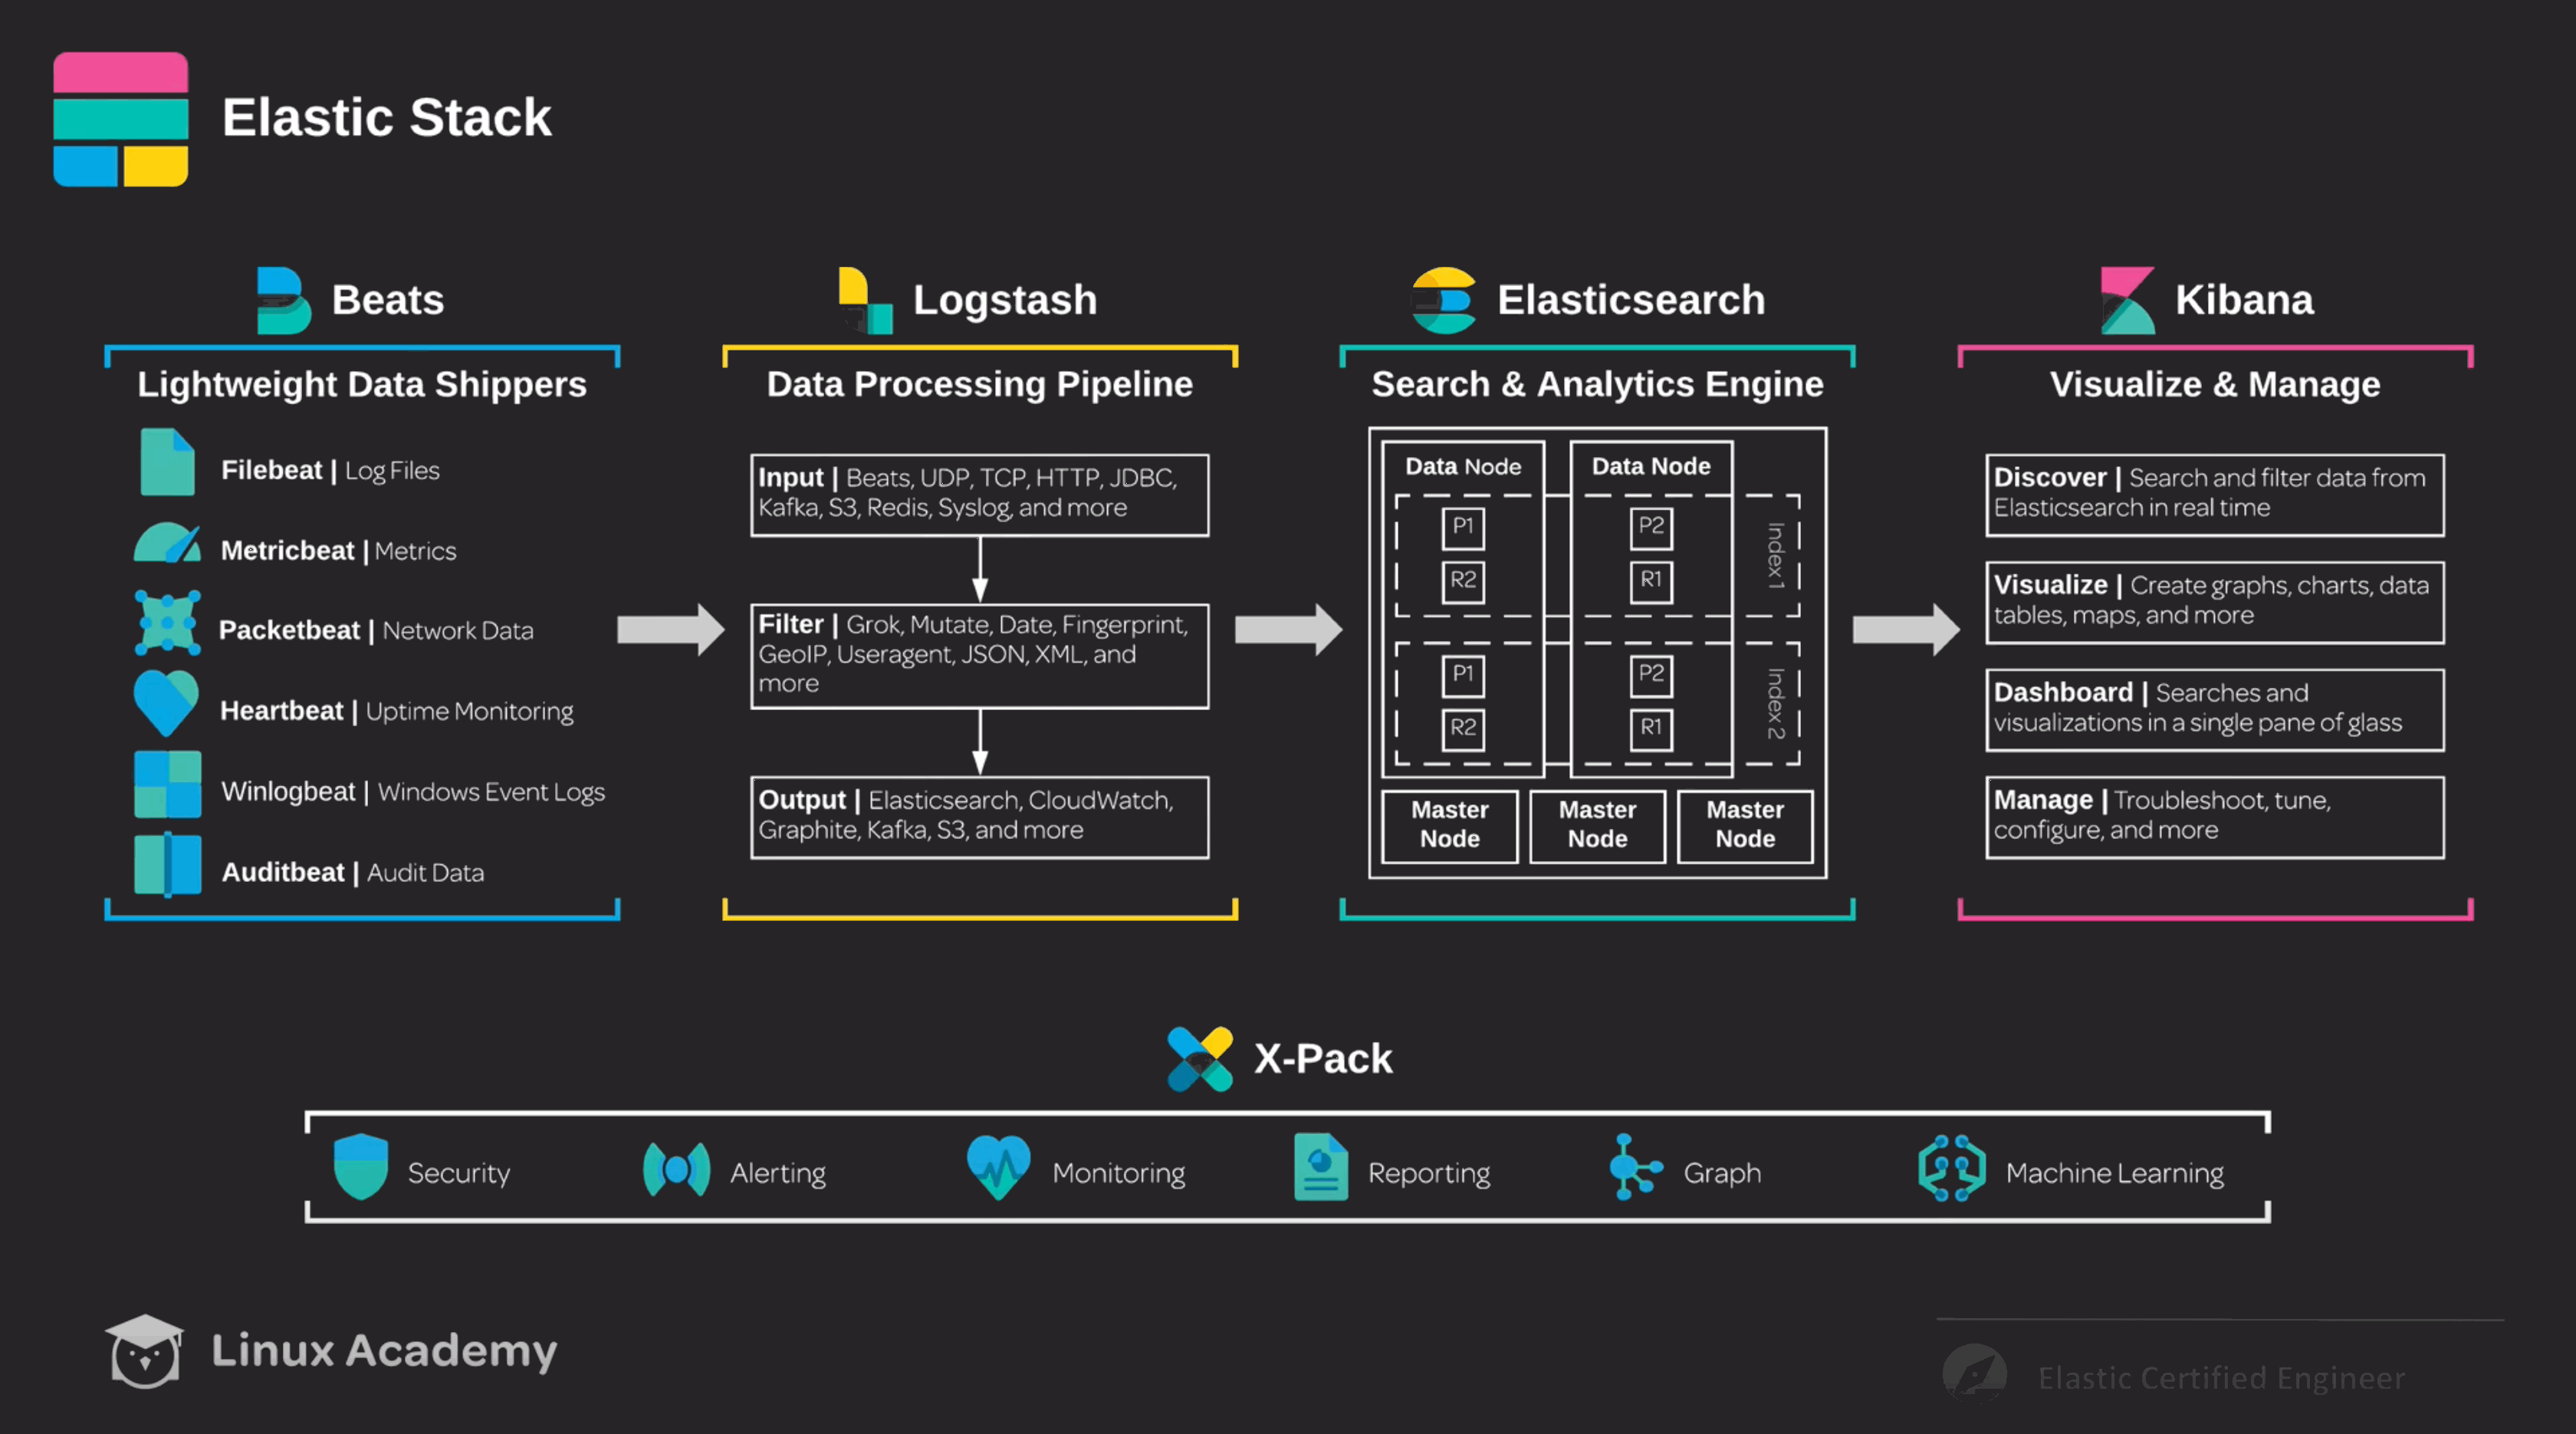 Elastic Stack
Beats
Lightweight Data Shippers
Filebeat | Log Files
Metricbeat | Metrics
Packetbeat | Network Data
Heartbeat | Uptime Monitoring
Winlogbeat | Windows Event Logs
Auditbeat | Audit Data
Logstash
Data Processing Pipeline
Input | Beats, UDP, TCP, HTTP, JDBC,
Kafka, S3, Redis, Syslog, and more
Filter | Grok, Mutate, Date, Fingerprint,
GeoIP, Useragent, JSON, XML, and
more
Output | Elasticsearch, CloudWatch,
Graphite, Kafka, S3, and more
Elasticsearch
Search & Analytics Engine
Data Node
Data Node
P1
P2
R2
R1
Index 1
P1
P2
R2
R1
Index 2
Master
Node
Master
Node
Master
Node
Kibana
Visualize & Manage
Discover | Search and filter data from
Elasticsearch in real time
Visualize | Create graphs, charts, data
tables, maps, and more
Dashboard | Searches and
visualizations in a single pane of glass
Manage | Troubleshoot, tune,
configure, and more
X-Pack
Security
Alerting
Monitoring
Reporting
Graph
Machine Learning
Linux Academy
Elastic Certified Engineer